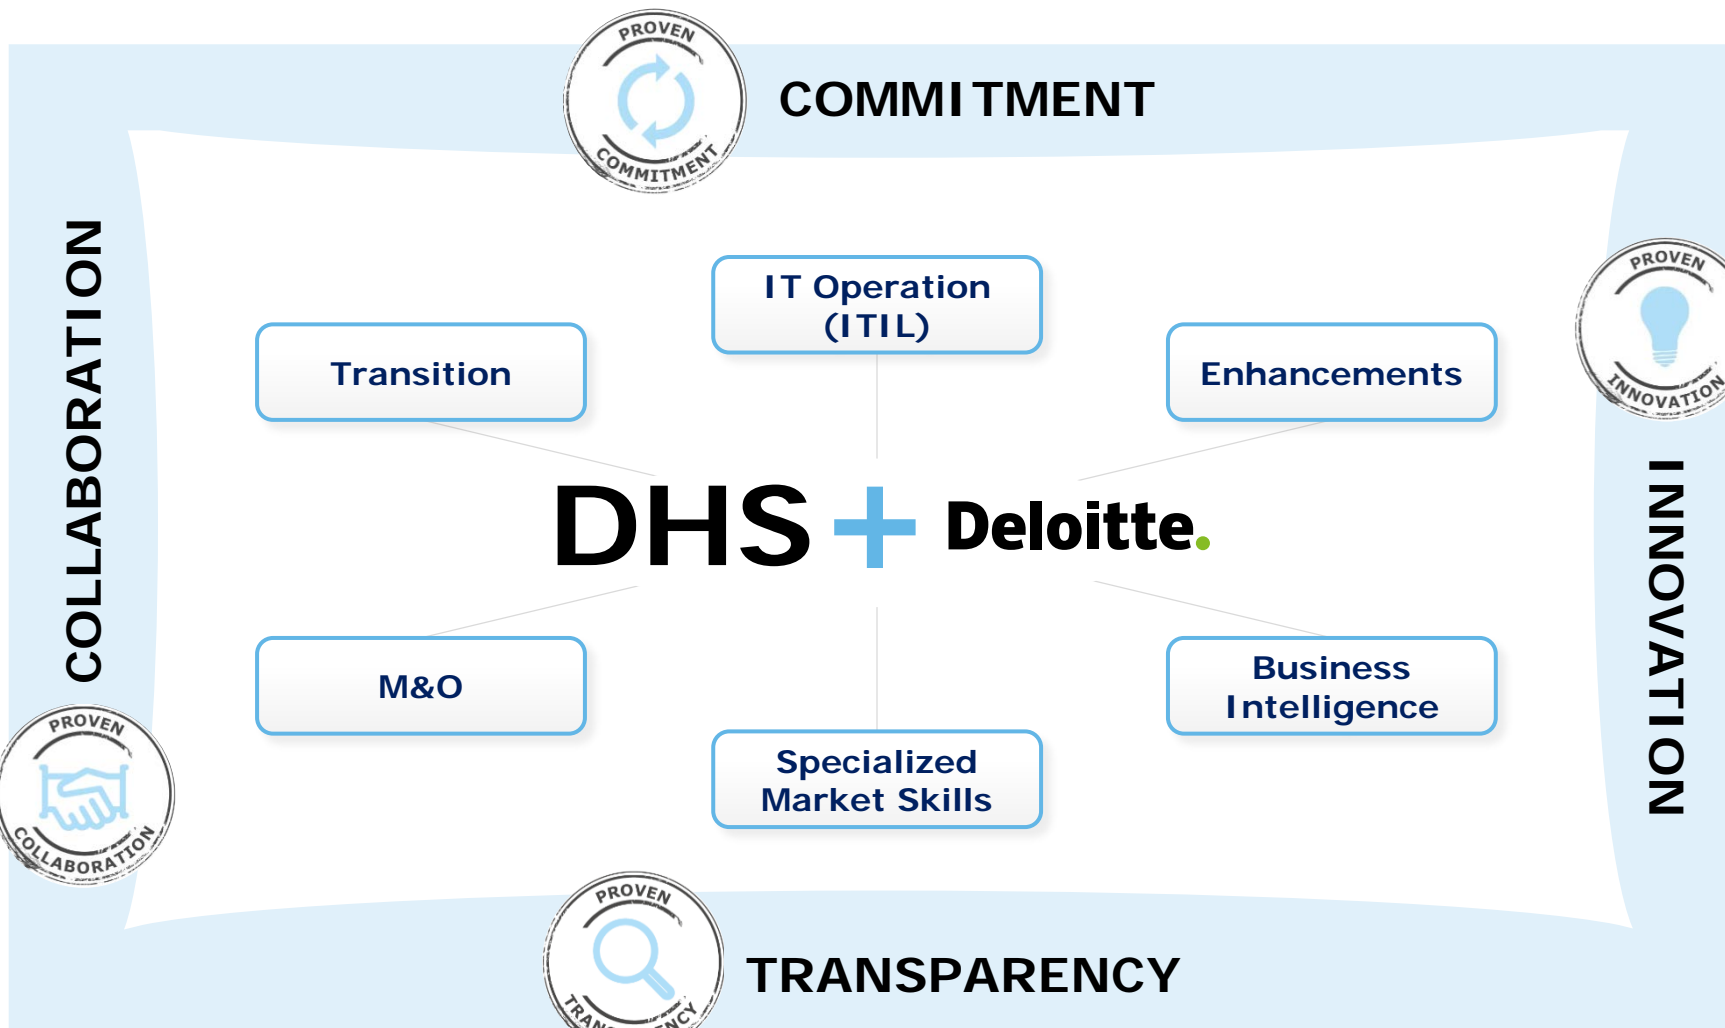 PROVEN
COMMITMENT
COMMITMENT
COLLABORATION
PROVEN
COLLABORATION
IT Operation
(ITIL)
Transition
Enhancements
DHS + Deloitte.
M&O
Business
Intelligence
Specialized
Market Skills
PROVEN
INNOVATION
INNOVATION
PROVEN
TRANSPARENCY